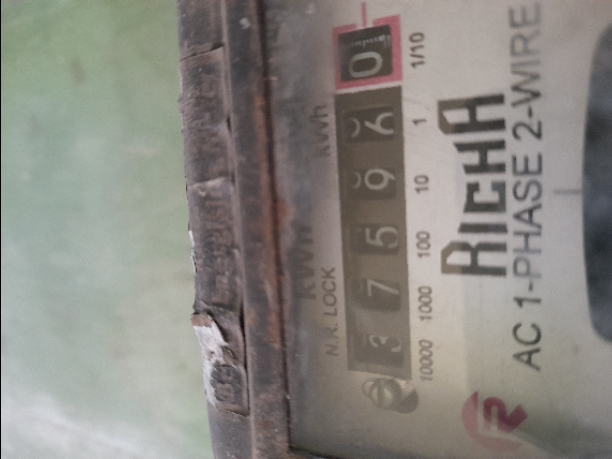 N.R. LOCK kWh
3 7 5 9 6 0
10000 1000 100 10 1 1/10
RICHA
AC 1-PHASE 2-WIRE